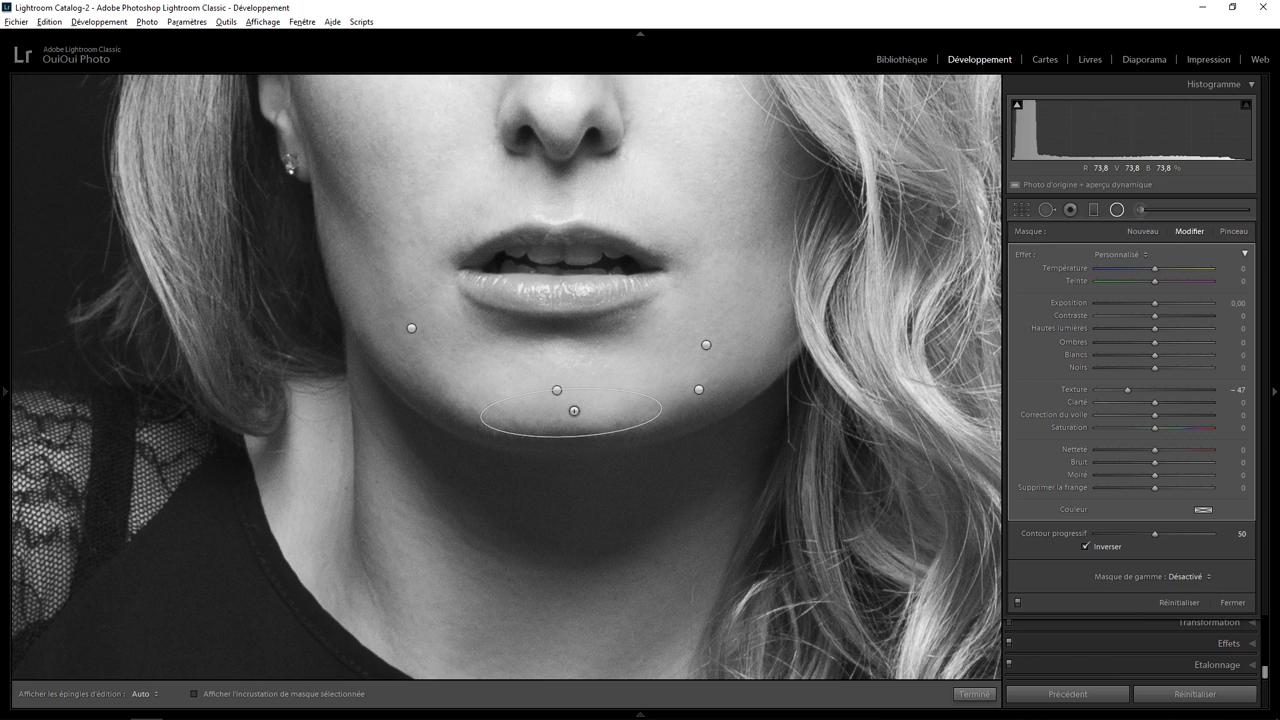 Lightroom Catalog-2 - Adobe Photoshop Lightroom Classic - Développement
Fichier Edition Développement Photo Paramètres Outils Affichage Fenêtre Aide Scripts
Lr Adobe Lightroom Classic
OuiOui Photo
Bibliothèque | Développement | Cartes | Livres | Diaporama | Impression | Web
Histogramme
R 73,8 V 73,8 B 73,8 %
Photo d'origine + aperçu dynamique
Masque : Nouveau Modifier Pinceau
Effet : Personnalisé
Température 0
Teinte 0
Exposition 0,00
Contraste 0
Hautes lumières 0
Ombres 0
Blancs 0
Noirs 0
Texture - 47
Clarté 0
Correction du voile 0
Saturation 0
Netteté 0
Bruit 0
Moiré 0
Supprimer la frange 0
Couleur
Contour progressif 50
Inverser
Masque de gamme : Désactivé
Réinitialiser Fermer
Transformation
Effets
Etalonnage
Afficher les épingles d'édition : Auto Afficher l'incrustation de masque sélectionnée Terminé
Précédent Réinitialiser